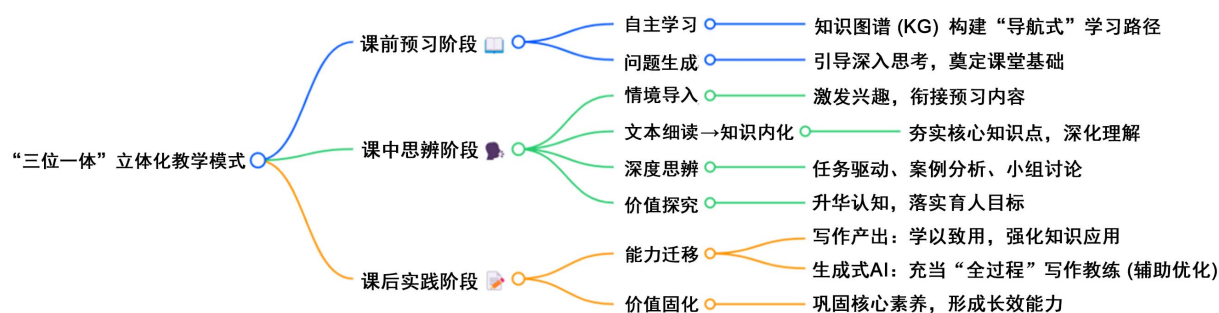 “三位一体”立体化教学模式
课前预习阶段
自主学习
知识图谱 (KG) 构建“导航式”学习路径
问题生成
引导深入思考，奠定课堂基础
课中思辨阶段
情境导入
激发兴趣，衔接预习内容
文本细读→知识内化
夯实核心知识点，深化理解
深度思辨
任务驱动、案例分析、小组讨论
价值探究
升华认知，落实育人目标
课后实践阶段
能力迁移
写作产出：学以致用，强化知识应用
生成式AI：充当“全过程”写作教练 (辅助优化)
价值固化
巩固核心素养，形成长效能力